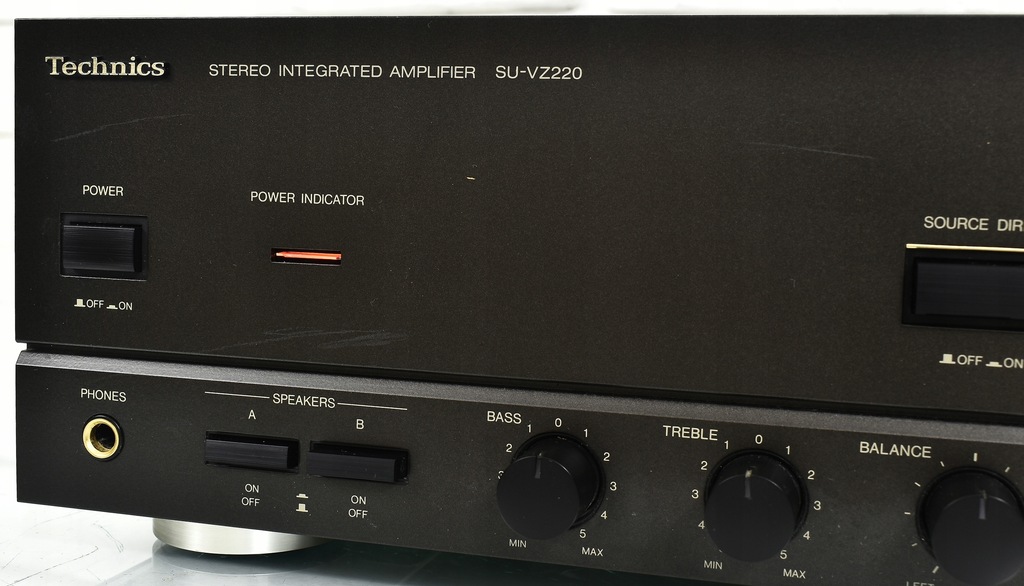 Technics
STEREO INTEGRATED AMPLIFIER SU-VZ220
POWER
POWER INDICATOR
OFF ON
SOURCE
OFF ON
PHONES
SPEAKERS
A B
ON OFF
ON OFF
BASS
2 1 0 1 2 3 4 5
3
MIN MAX
TREBLE
4 3 2 1 0 1 2 3 4 5
MIN MAX
BALANCE